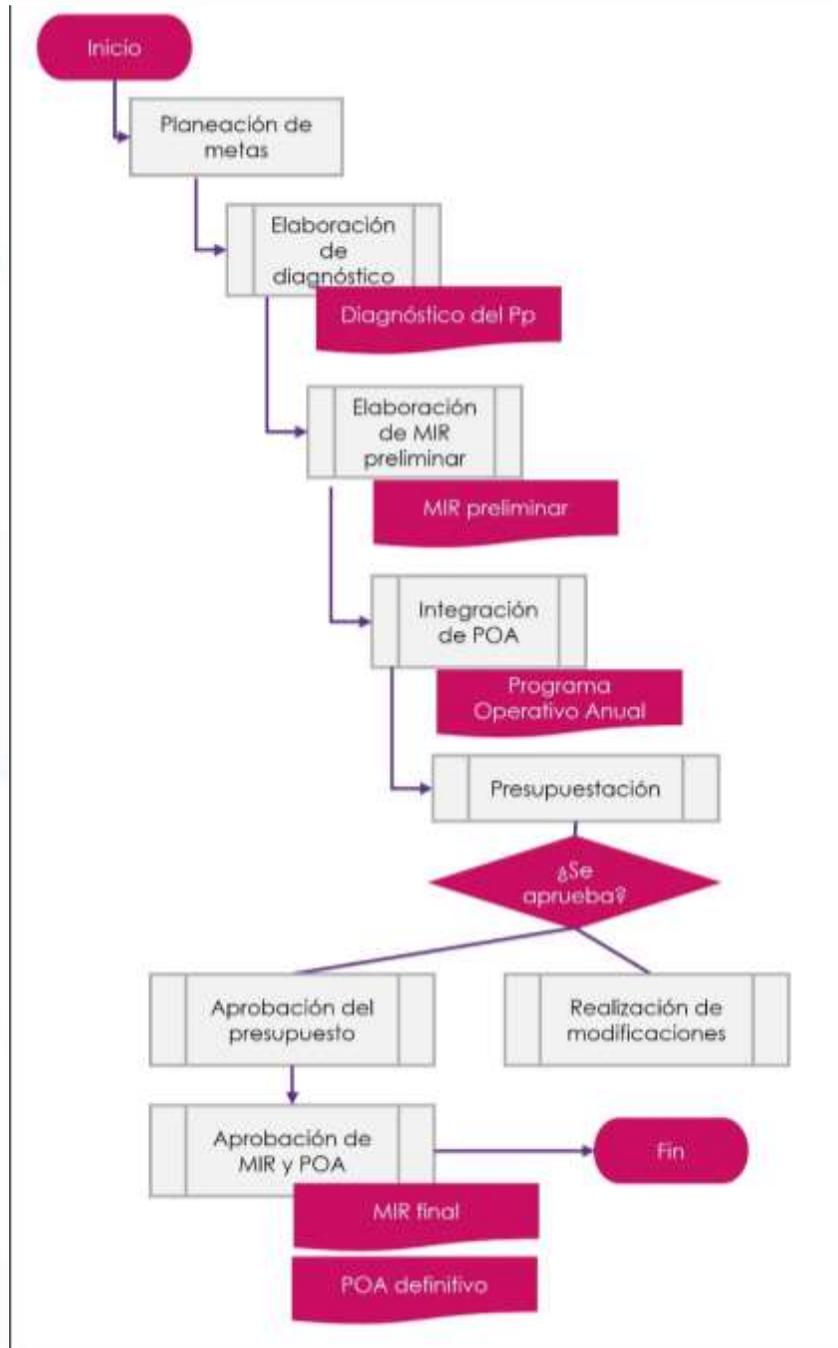 Inicio
Planeación de
metas
Elaboración
de
diagnóstico
Diagnóstico del Pp
Elaboración
de MIR
preliminar
MIR preliminar
Integración
de POA
Programa
Operativo Anual
Presupuestación
¿Se
aprueba?
Aprobación del
presupuesto
Realización de
modificaciones
Aprobación de
MIR y POA
Fin
MIR final
POA definitivo